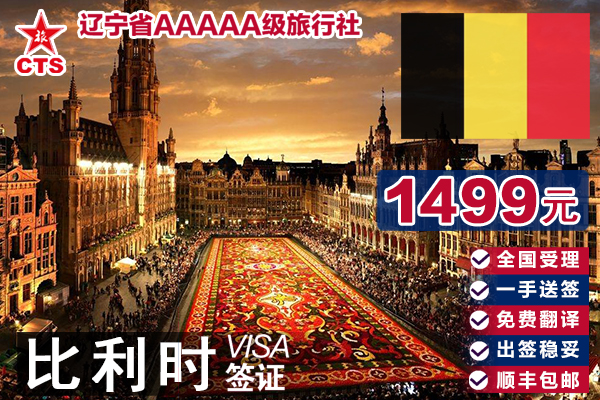 旅
CTS
辽宁省AAAAA级旅行社
1499元
全国受理
一手送签
免费翻译
出签稳妥
顺丰包邮
比利时
VISA
签证